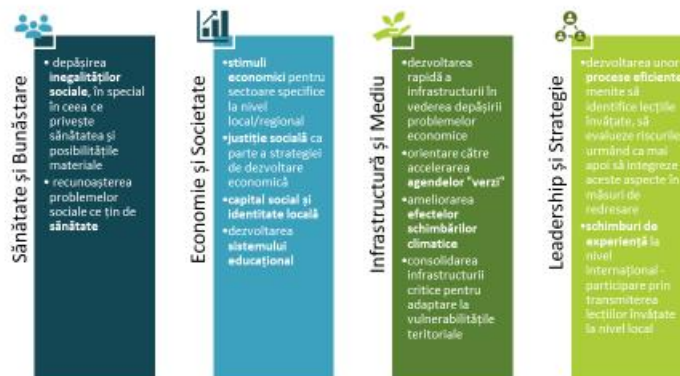 Sănătate și Bunăstare
• depășirea
inegalităților
sociale, în special
în ceea ce
privește
sănătatea și
posibilitățile
materiale
• recunoașterea
problemelor
sociale ce țin de
sănătate
Economie și Societate
•stimuli
economici pentru
sectoare specifice
la nivel
local/regional
•justiție socială ca
parte a strategiei
de dezvoltare
economică
•capital social și
identitate locală
•dezvoltarea
sistemului
educațional
Infrastructură și Mediu
•dezvoltarea
rapidă a
infrastructurii în
vederea depășirii
problemelor
economice
•orientare către
accelerarea
agendelor "verzi"
•ameliorarea
efectelor
schimbărilor
climatice
•consolidarea
infrastructurii
critice pentru
adaptare la
vulnerabilitățile
teritoriale
Leadership și Strategie
•dezvoltarea unor
procese eficiente
menite să
identifice lecțiile
învățate, să
evalueze riscurile
urmând ca mai
apoi să integreze
aceste aspecte în
măsuri de
redresare
•schimburi de
experiență la
nivel
internațional -
participare prin
transmiterea
lecțiilor învățate
la nivel local